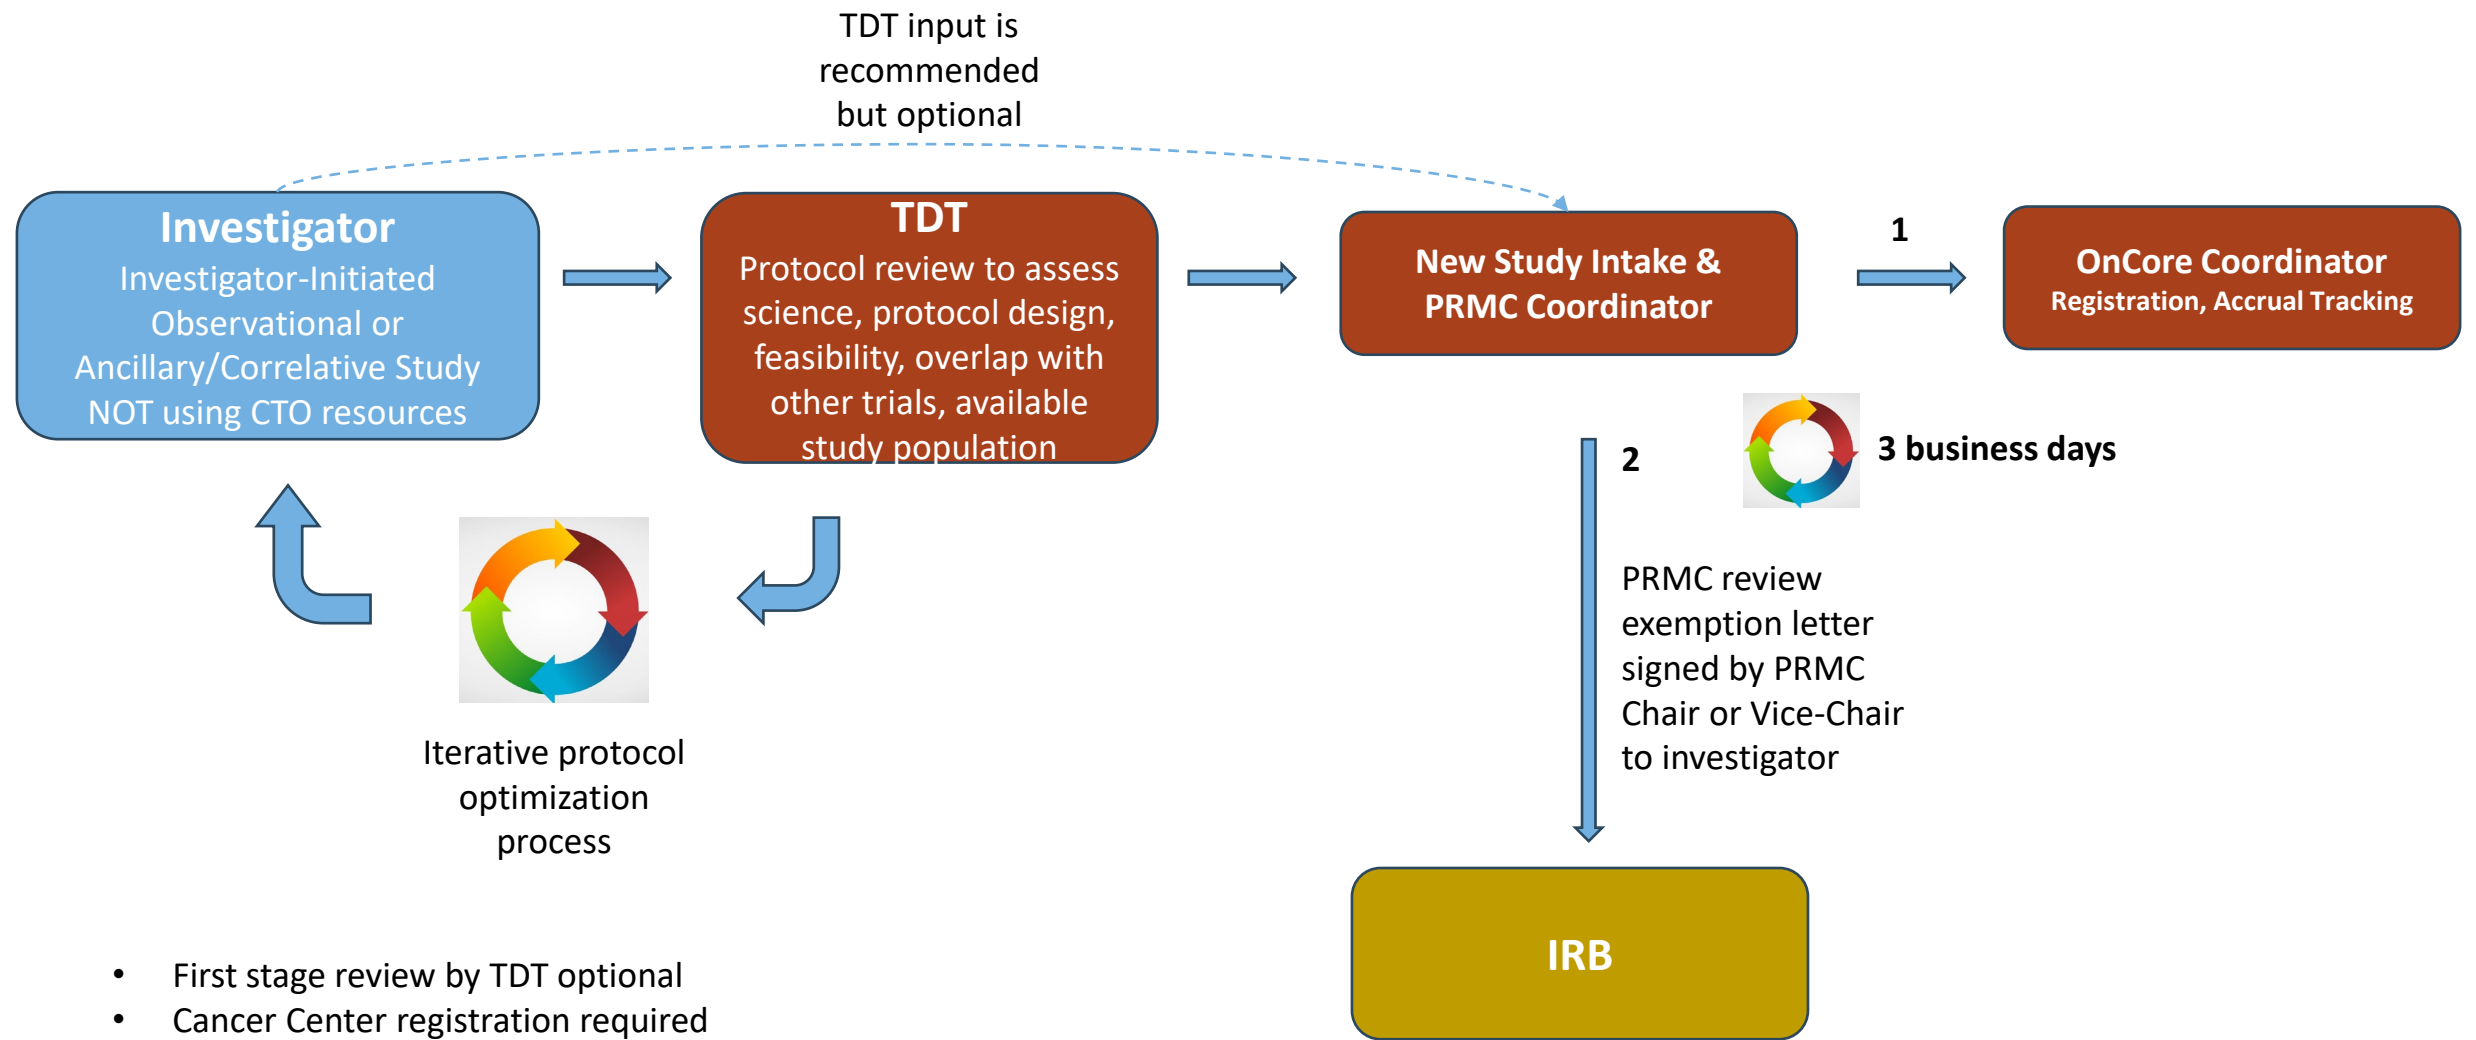 TDT input is
recommended
but optional
Investigator
Investigator-Initiated
Observational or
Ancillary/Correlative Study
NOT using CTO resources
TDT
Protocol review to assess
science, protocol design,
feasibility, overlap with
other trials, available
study population
New Study Intake &
PRMC Coordinator
1
OnCore Coordinator
Registration, Accrual Tracking
2
3 business days
PRMC review
exemption letter
signed by PRMC
Chair or Vice-Chair
to investigator
Iterative protocol
optimization
process
IRB
• First stage review by TDT optional
• Cancer Center registration required